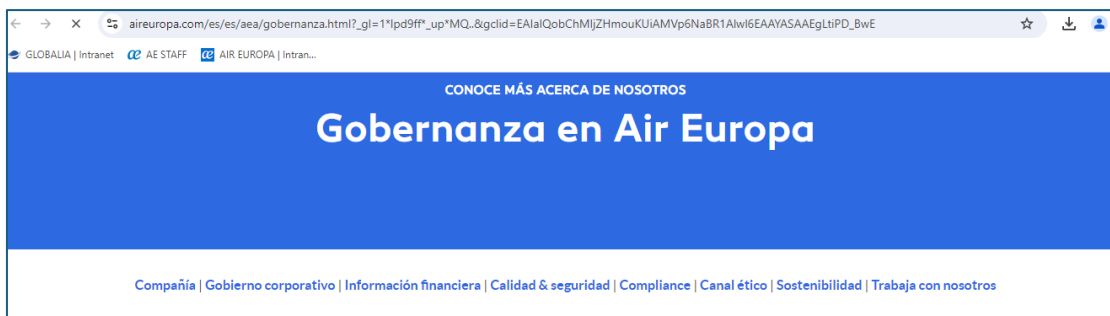 aireuropa.com/es/es/aea/gobernanza.html?_gl=1*lpd9ff*_up*MQ..&gclid=EAIaIQobChMIjZHmouKUiAMVp6NaBR1AlwI6EAAYASAAEgLtiPD_BwE
GLOBALIA | Intranet æ AE STAFF æ AIR EUROPA | Intran...
CONOCE MÁS ACERCA DE NOSOTROS
Gobernanza en Air Europa
Compañía | Gobierno corporativo | Información financiera | Calidad & seguridad | Compliance | Canal ético | Sostenibilidad | Trabaja con nosotros